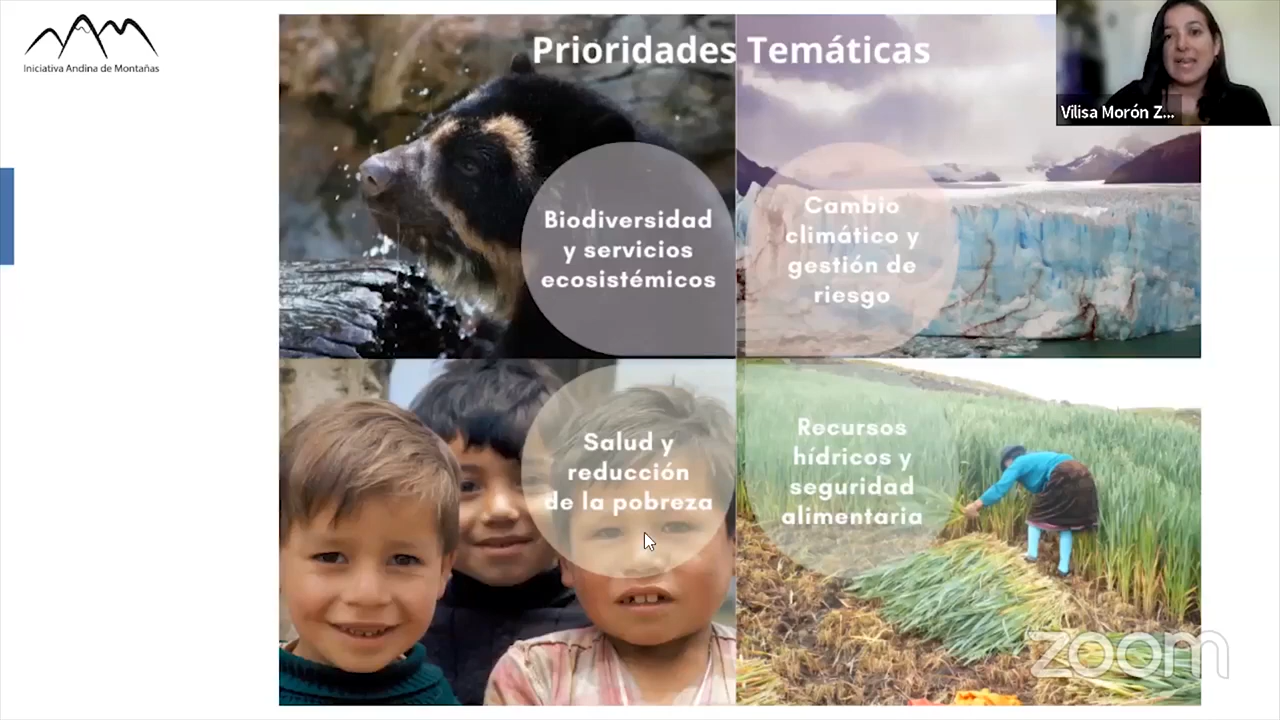 Iniciativa Andina de Montañas
Prioridades Temáticas
Vilisa Morón Z...
Biodiversidad
y servicios
ecosistémicos
Cambio
climático y
gestión de
riesgo
Salud y
reducción
de la pobreza
Recursos
hídricos y
seguridad
alimentaria
zoom